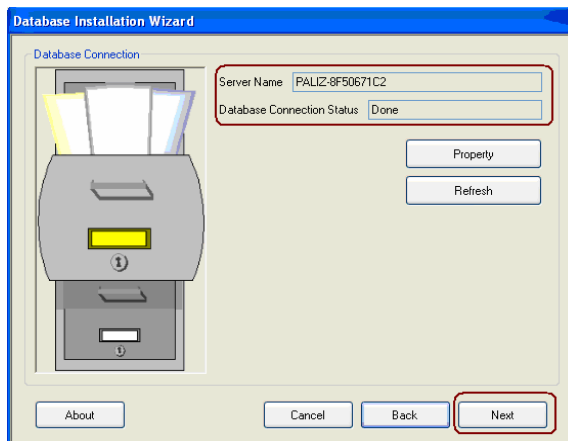 Database Installation Wizard
Database Connection
Server Name PALIZ-8F50671C2
Database Connection Status Done
Property
Refresh
About Cancel Back Next